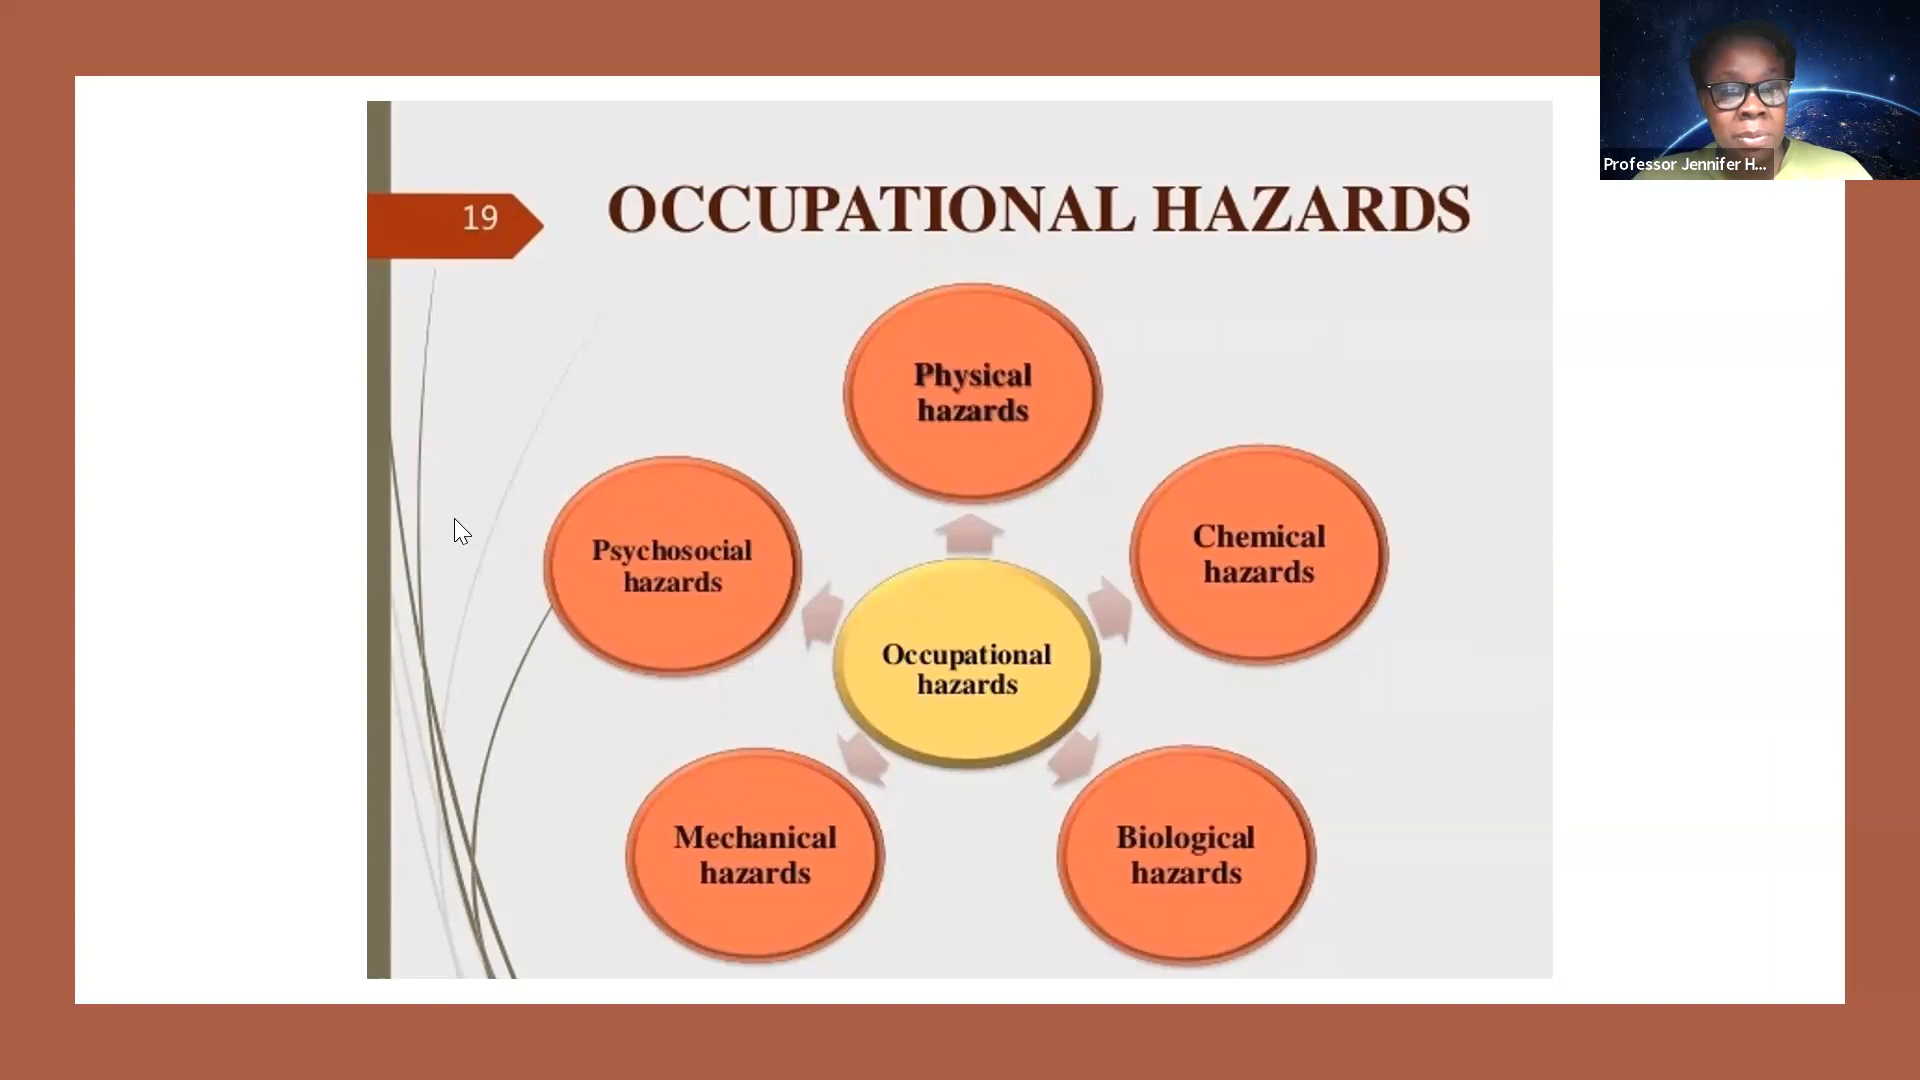 Professor Jennifer H...
19
OCCUPATIONAL HAZARDS
Physical
hazards
Psychosocial
hazards
Chemical
hazards
Occupational
hazards
Mechanical
hazards
Biological
hazards